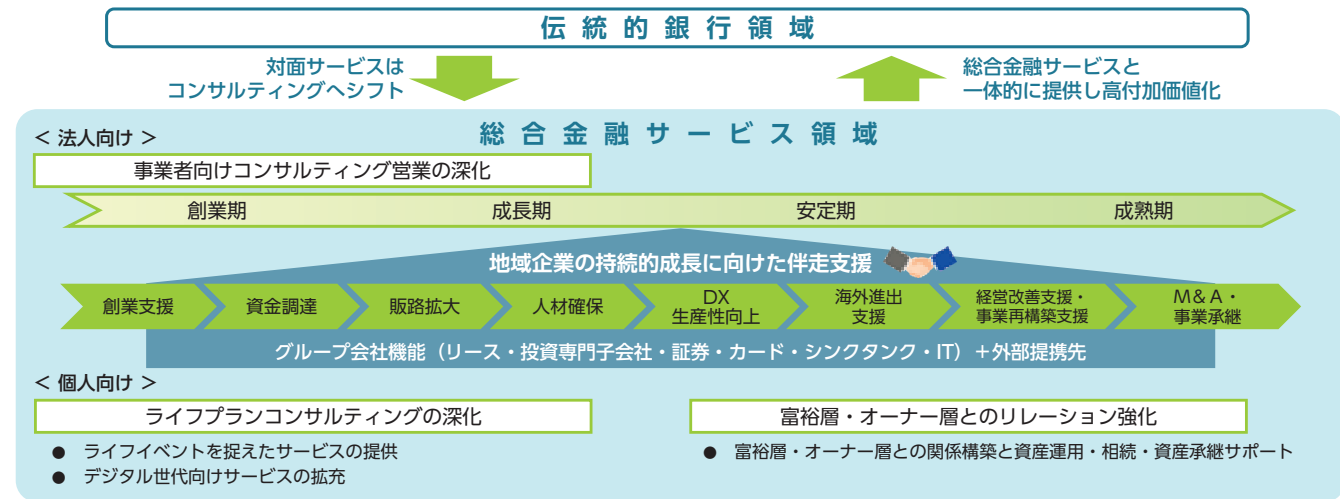 伝統的銀行領域
対面サービスは
コンサルティングへシフト
総合金融サービスと
一体的に提供し高付加価値化
総合金融サービス領域
< 法人向け >
事業者向けコンサルティング営業の深化
創業期 成長期 安定期 成熟期
地域企業の持続的成長に向けた伴走支援
創業支援
資金調達
販路拡大
人材確保
DX
生産性向上
海外進出
支援
経営改善支援・
事業再構築支援
M&A・
事業承継
グループ会社機能（リース・投資専門子会社・証券・カード・シンクタンク・IT）＋外部提携先
< 個人向け >
ライフプランコンサルティングの深化
● ライフイベントを捉えたサービスの提供
● デジタル世代向けサービスの拡充
富裕層・オーナー層とのリレーション強化
● 富裕層・オーナー層との関係構築と資産運用・相続・資産承継サポート